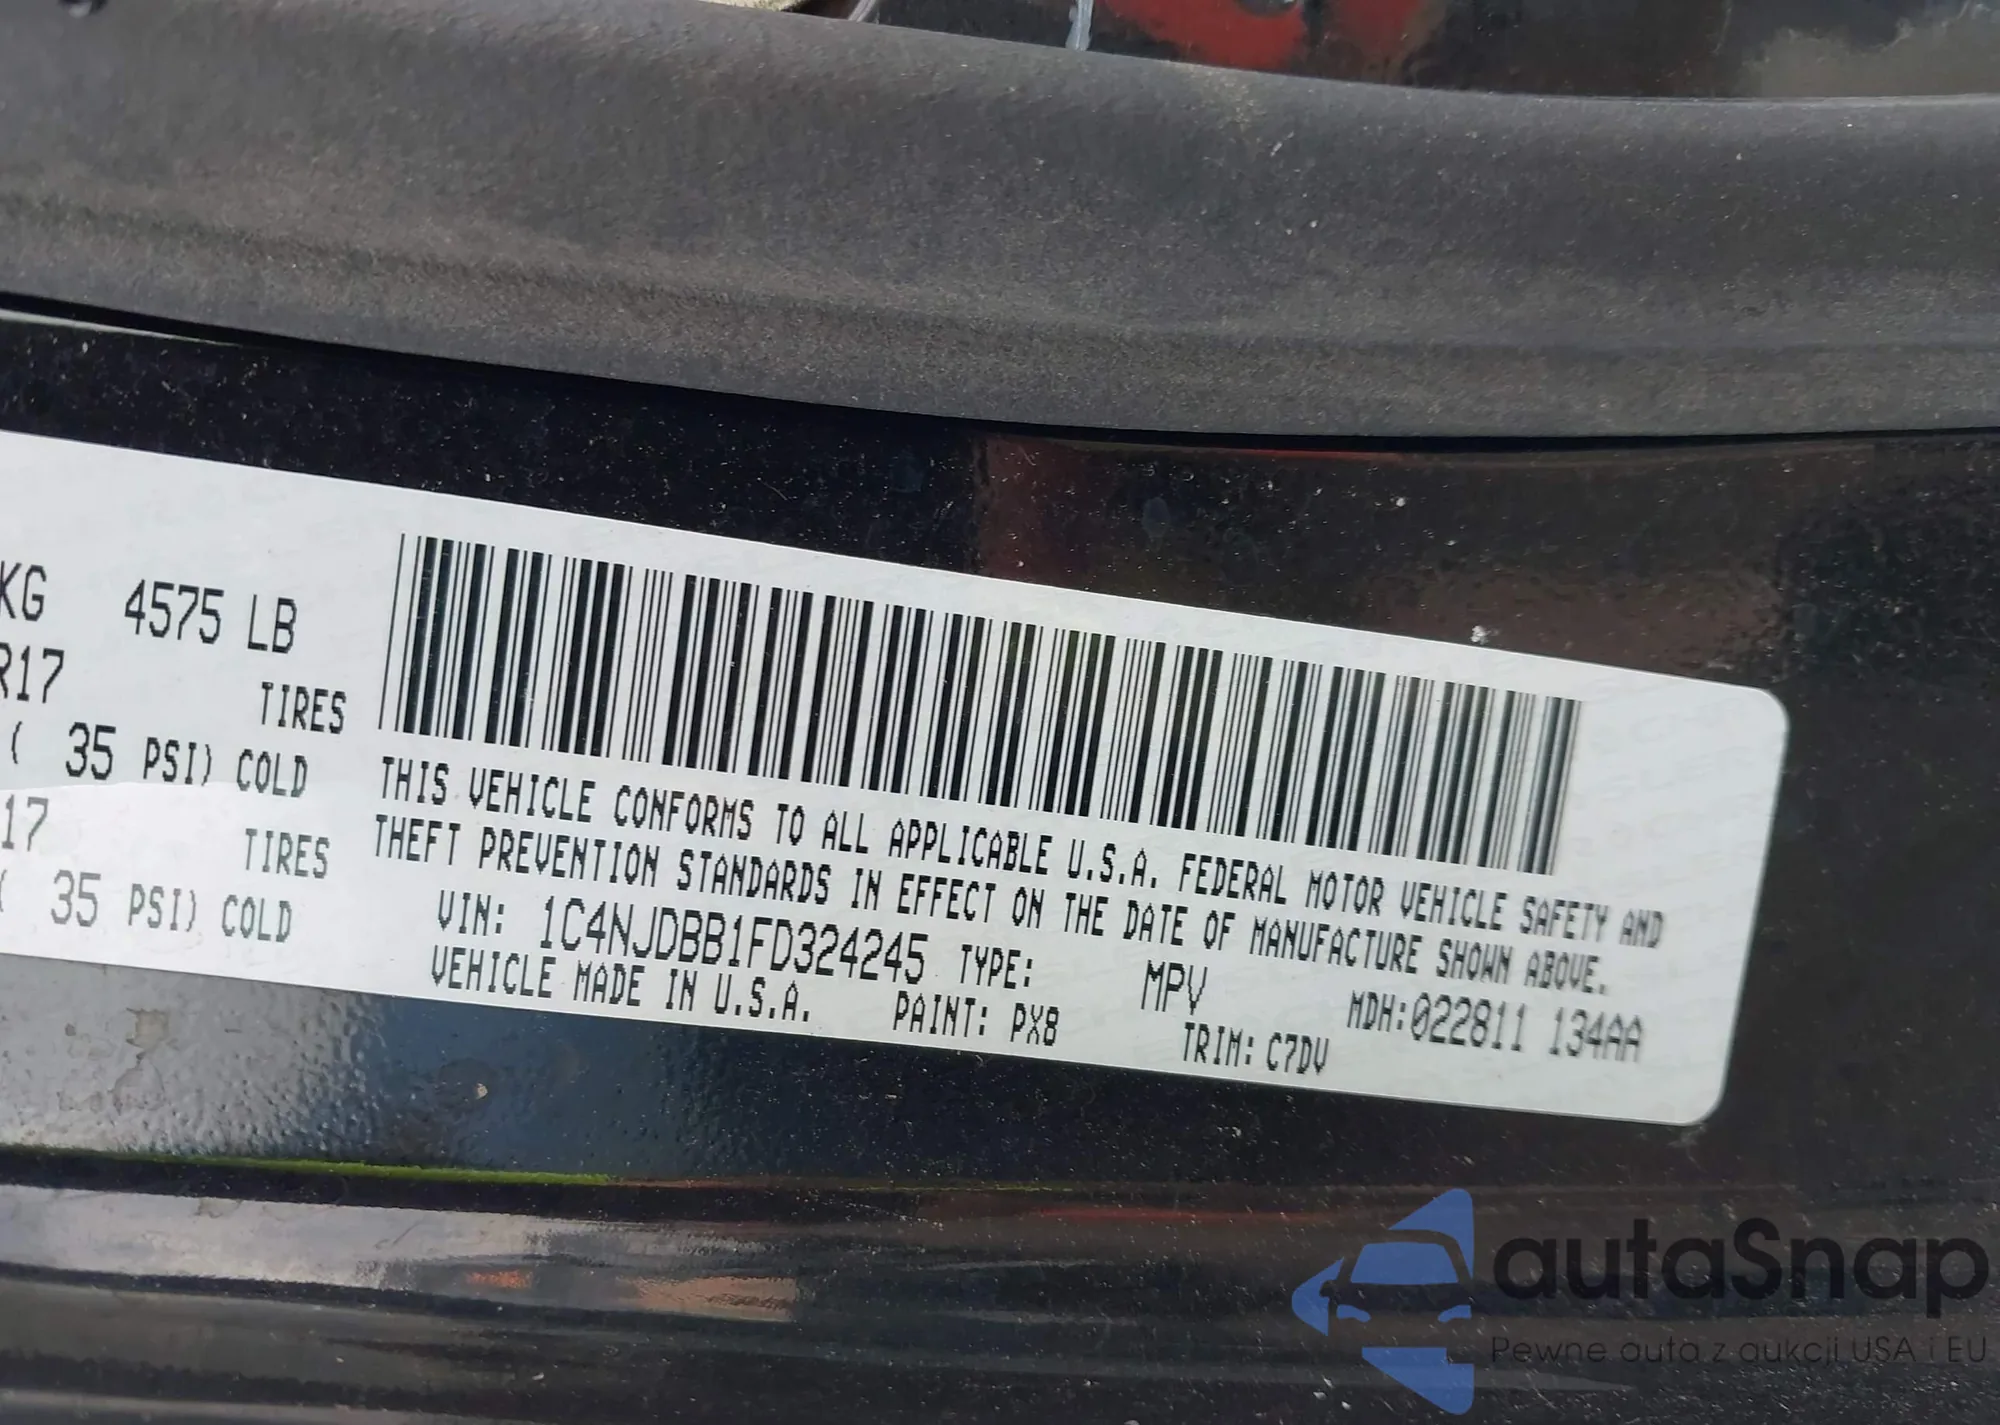 KG 4575 LB
R17 TIRES
( 35 PSI) COLD
17 TIRES
( 35 PSI) COLD
THIS VEHICLE CONFORMS TO ALL APPLICABLE U.S.A. FEDERAL MOTOR VEHICLE SAFETY AND
THEFT PREVENTION STANDARDS IN EFFECT ON THE DATE OF MANUFACTURE SHOWN ABOVE.
VIN: 1C4NJDBB1FD324245 TYPE: MPV MDH:022811 134AA
VEHICLE MADE IN U.S.A. PAINT: PX8 TRIM: C7DV
autaSnap
Pewne auta z aukcji USA i EU